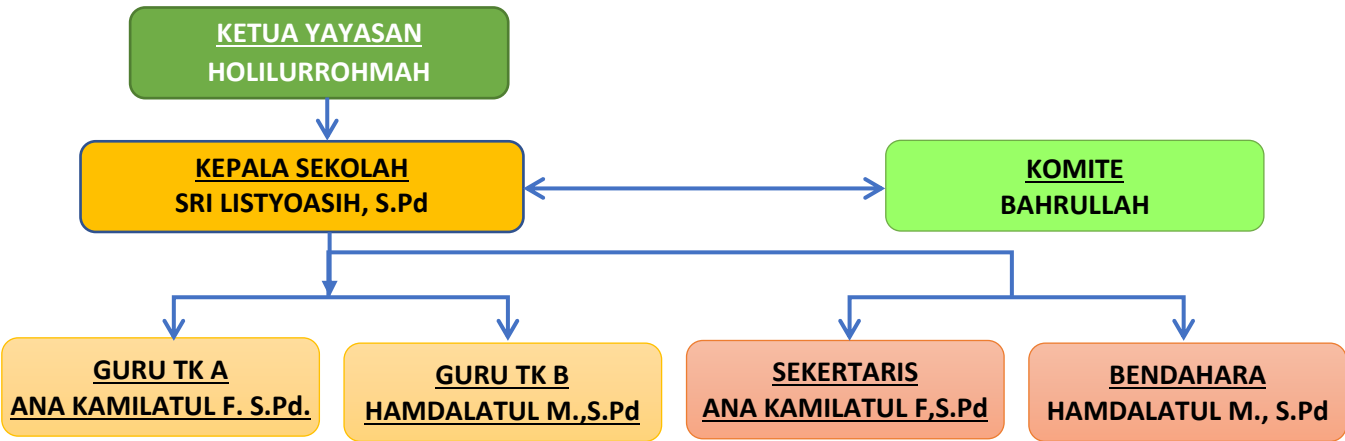 KETUA YAYASAN
HOLILURROHMAH
KEPALA SEKOLAH
SRI LISTYOASIH, S.Pd
KOMITE
BAHRULLAH
GURU TK A
ANA KAMILATUL F. S.Pd.
GURU TK B
HAMDALATUL M.,S.Pd
SEKERTARIS
ANA KAMILATUL F,S.Pd
BENDAHARA
HAMDALATUL M., S.Pd